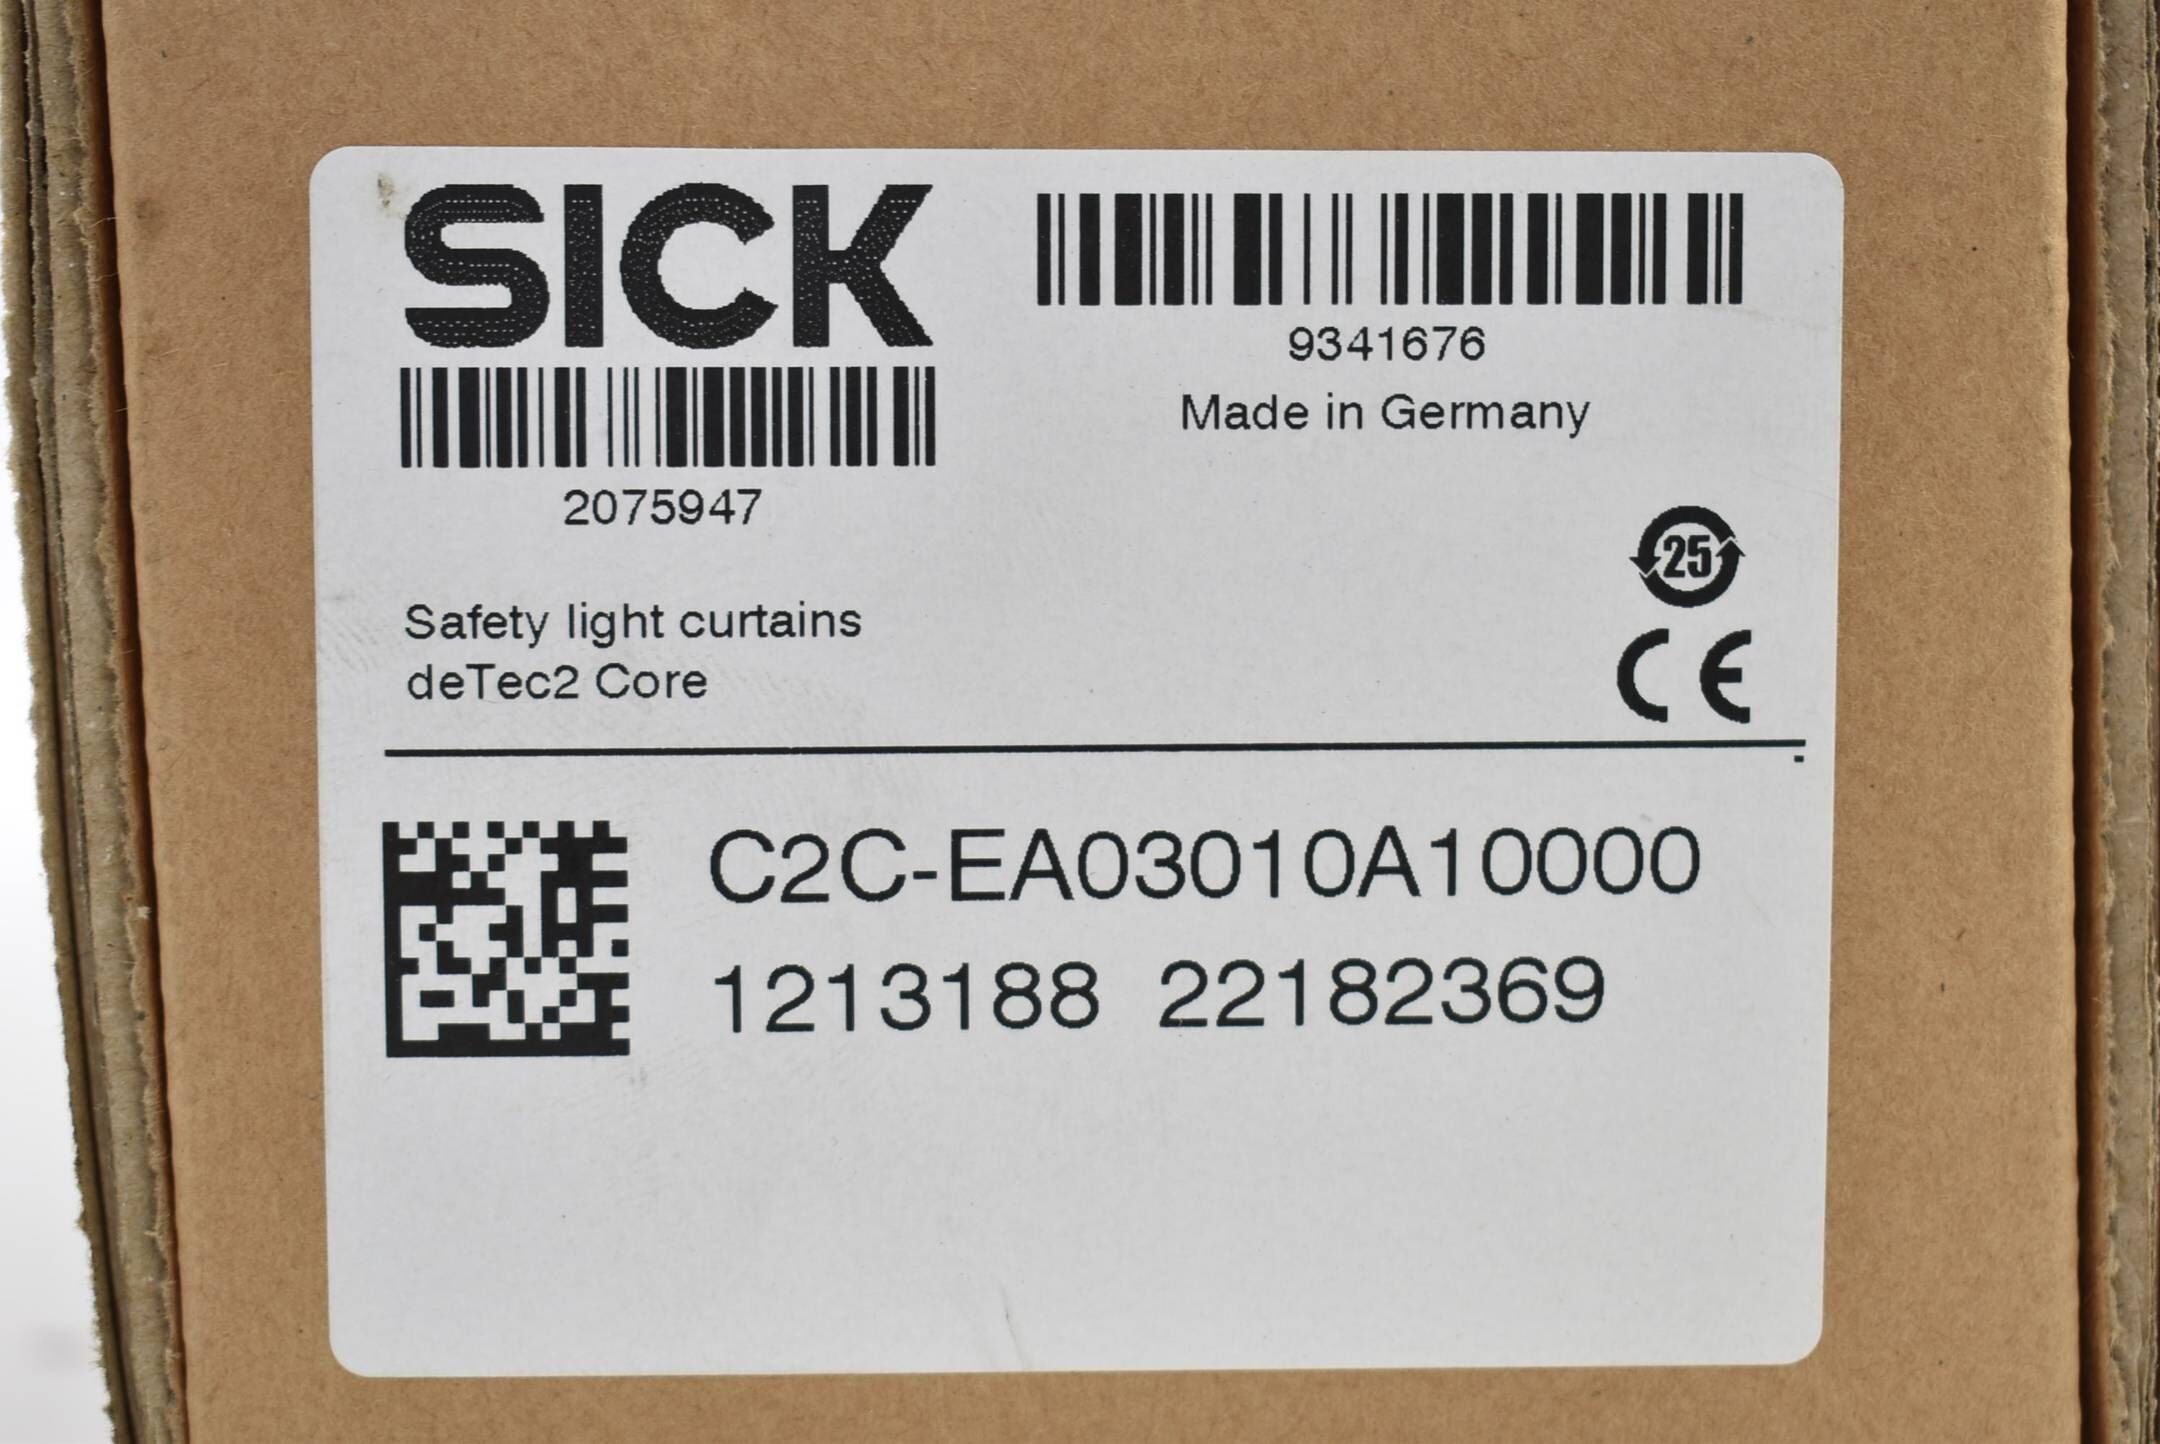 SICK
2075947
9341676
Made in Germany
25
CE
Safety light curtains
deTec2 Core
C2C-EA03010A10000
1213188 22182369